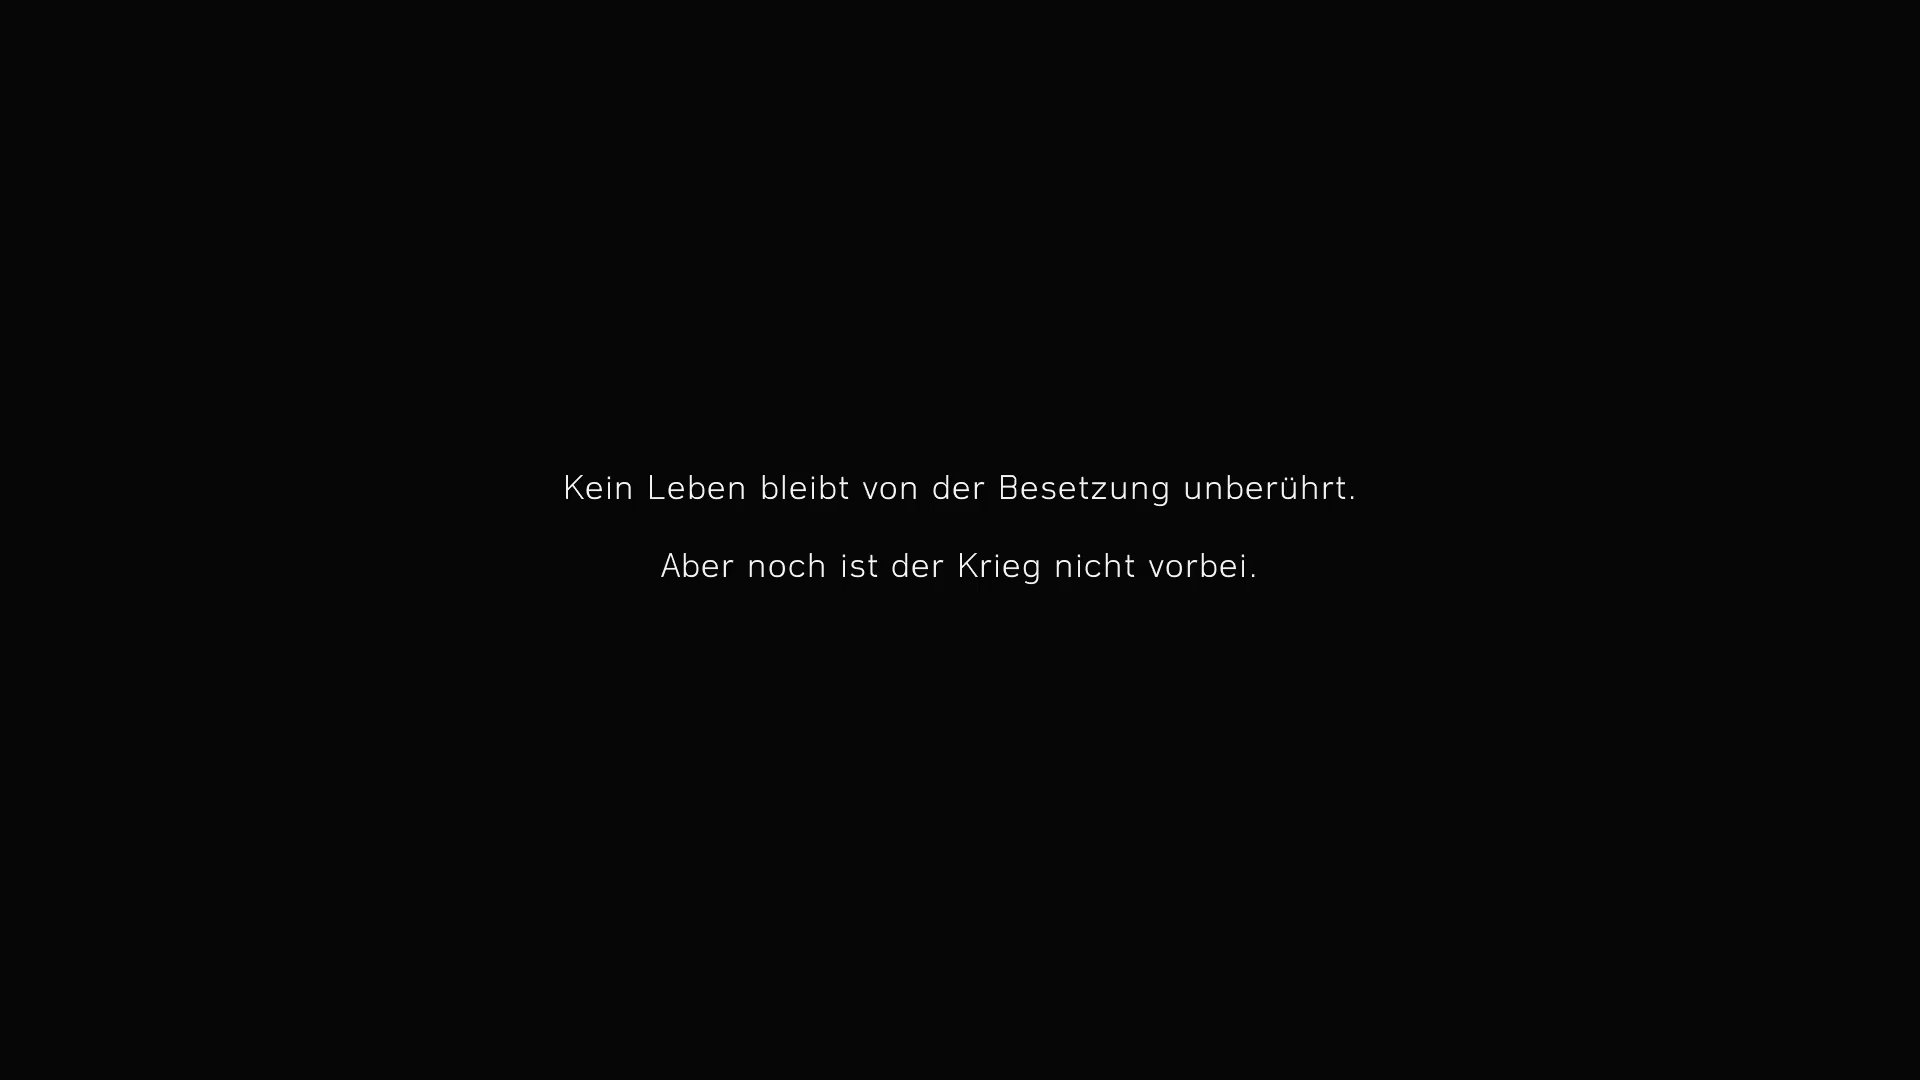 Kein Leben bleibt von der Besetzung unberührt.
Aber noch ist der Krieg nicht vorbei.